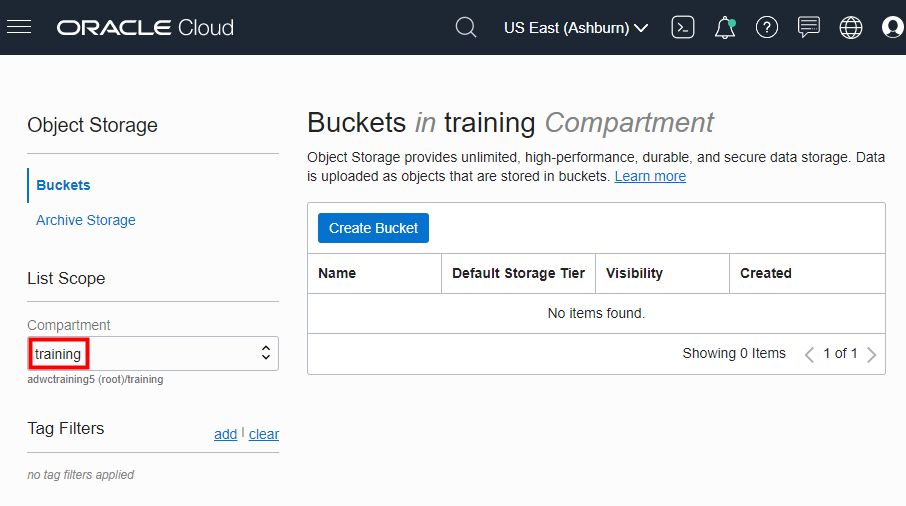 ORACLE Cloud
US East (Ashburn)
Object Storage
Buckets
Archive Storage
List Scope
Compartment
training
adwctraining5 (root)/training
Tag Filters
add | clear
no tag filters applied
Buckets in training Compartment
Object Storage provides unlimited, high-performance, durable, and secure data storage. Data
is uploaded as objects that are stored in buckets. Learn more
Create Bucket
Name Default Storage Tier Visibility Created
No items found.
Showing 0 Items 1 of 1